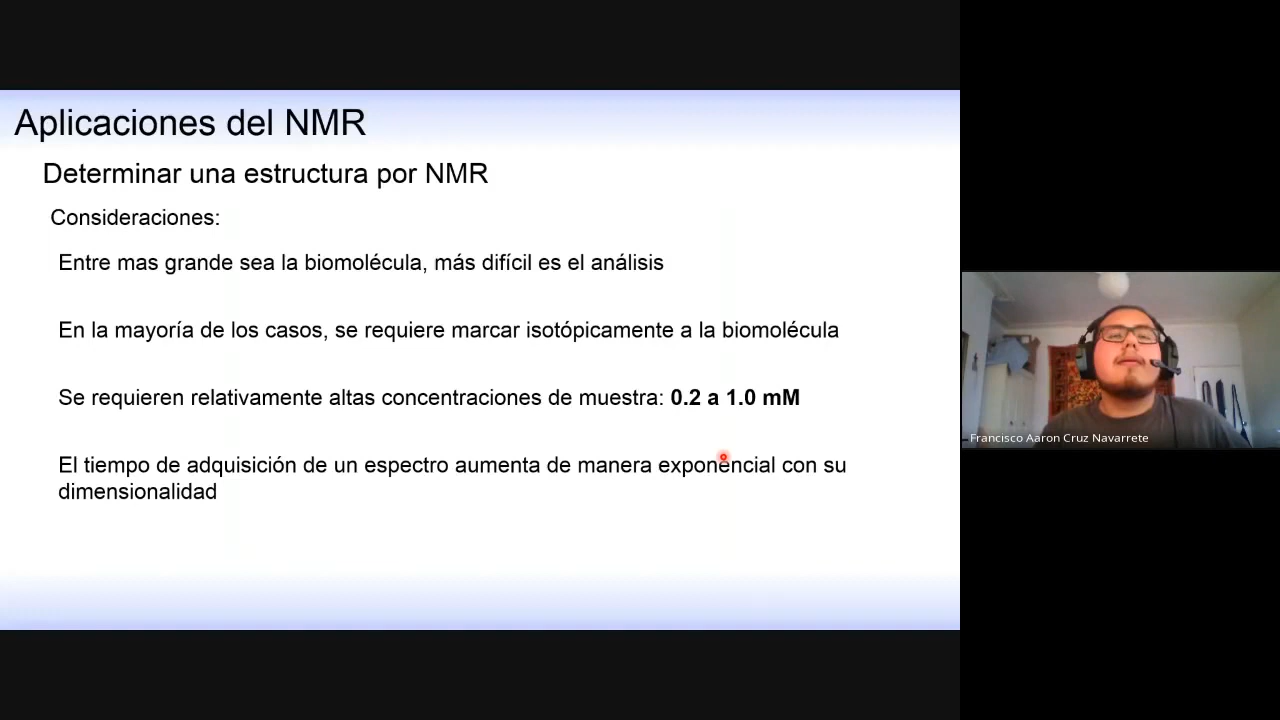 Aplicaciones del NMR
Determinar una estructura por NMR
Consideraciones:
Entre mas grande sea la biomolécula, más difícil es el análisis
En la mayoría de los casos, se requiere marcar isotópicamente a la biomolécula
Se requieren relativamente altas concentraciones de muestra: 0.2 a 1.0 mM
El tiempo de adquisición de un espectro aumenta de manera exponencial con su
dimensionalidad
Francisco Aaron Cruz Navarrete